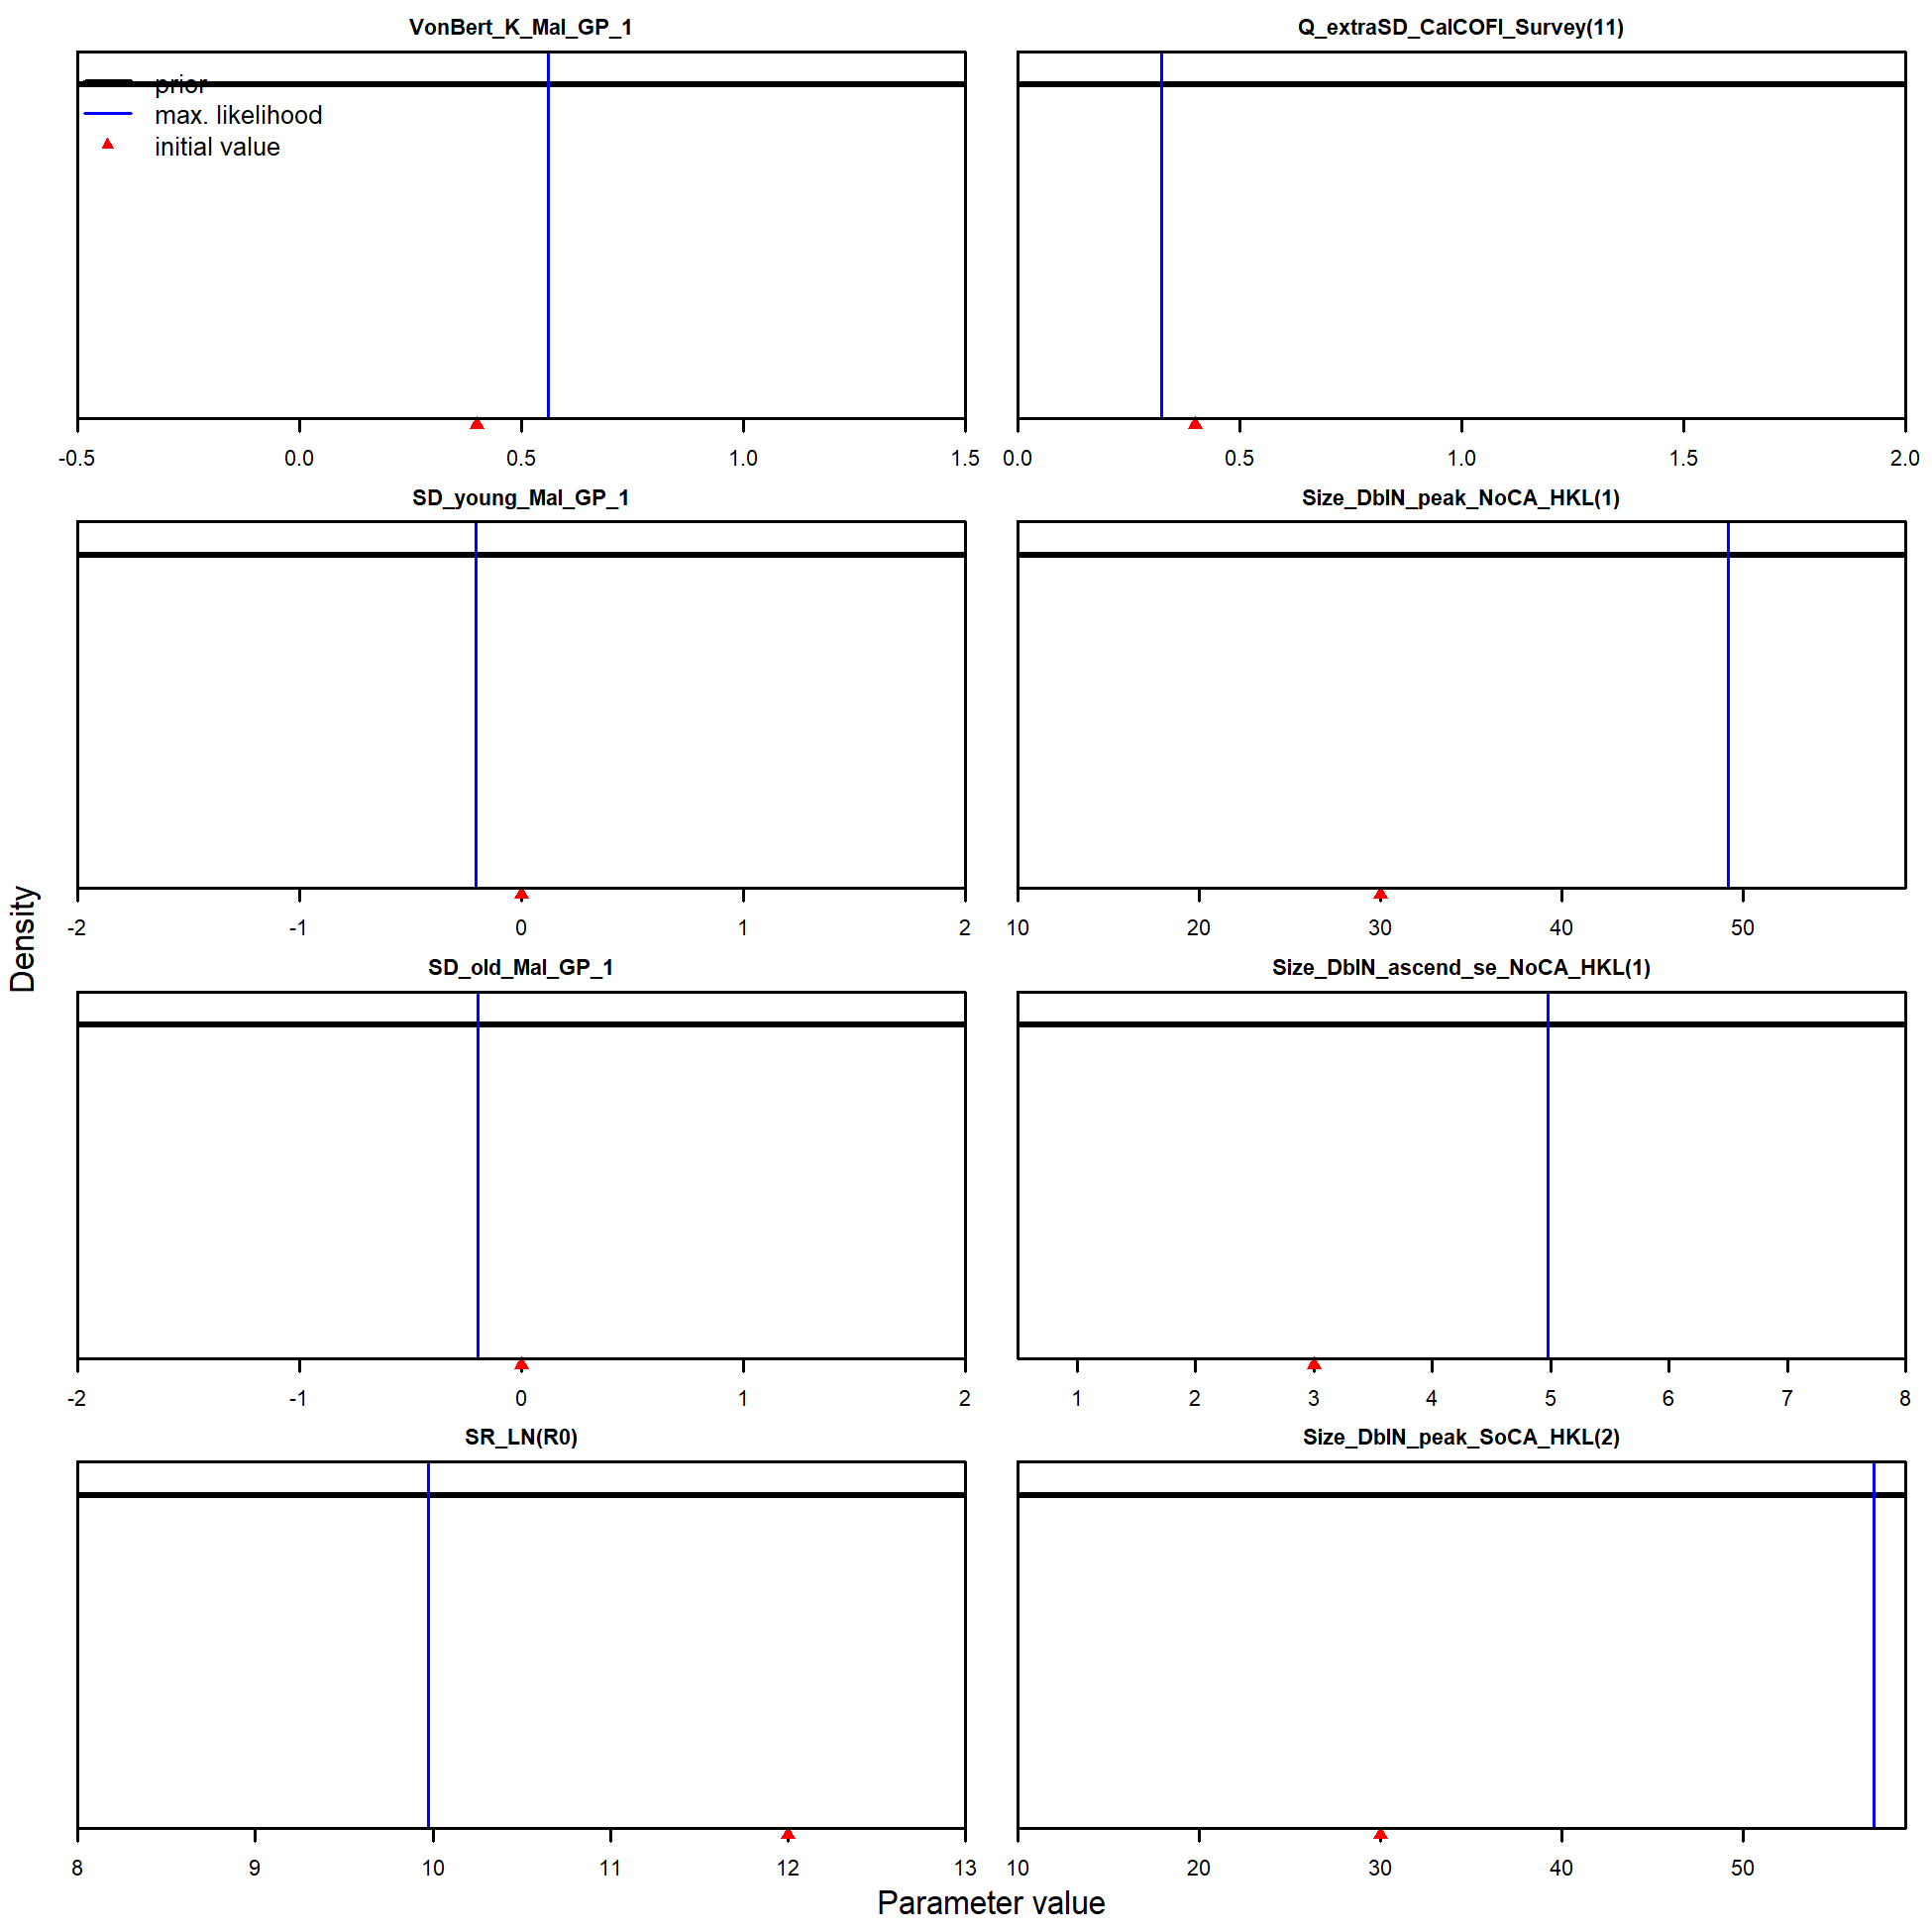 VonBert_K_Mal_GP_1
prior
max. likelihood
initial value
-0.5 0.0 0.5 1.0 1.5
Q_extraSD_CalCOFI_Survey(11)
0.0 0.5 1.0 1.5 2.0
SD_young_Mal_GP_1
-2 -1 0 1 2
Size_DblN_peak_NoCA_HKL(1)
10 20 30 40 50
SD_old_Mal_GP_1
-2 -1 0 1 2
Size_DblN_ascend_se_NoCA_HKL(1)
1 2 3 4 5 6 7 8
SR_LN(R0)
8 9 10 11 12 13
Size_DblN_peak_SoCA_HKL(2)
10 20 30 40 50
Density
Parameter value